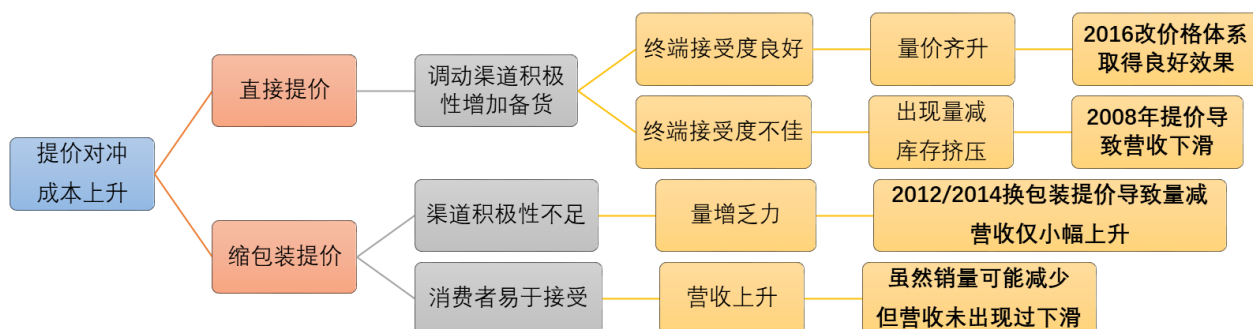 提价对冲
成本上升
直接提价
调动渠道积极
性增加备货
终端接受度良好
量价齐升
2016改价格体系
取得良好效果
终端接受度不佳
出现量减
库存挤压
2008年提价导
致营收下滑
缩包装提价
渠道积极性不足
量增乏力
2012/2014换包装提价导致量减
营收仅小幅上升
消费者易于接受
营收上升
虽然销量可能减少
但营收未出现过下滑